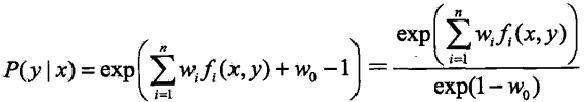 P(y|x) = exp(∑_{i=1}^{n} w_i f_i(x, y) + w_0 − 1) = exp(∑_{i=1}^{n} w_i f_i(x, y)) / exp(1 − w_0)